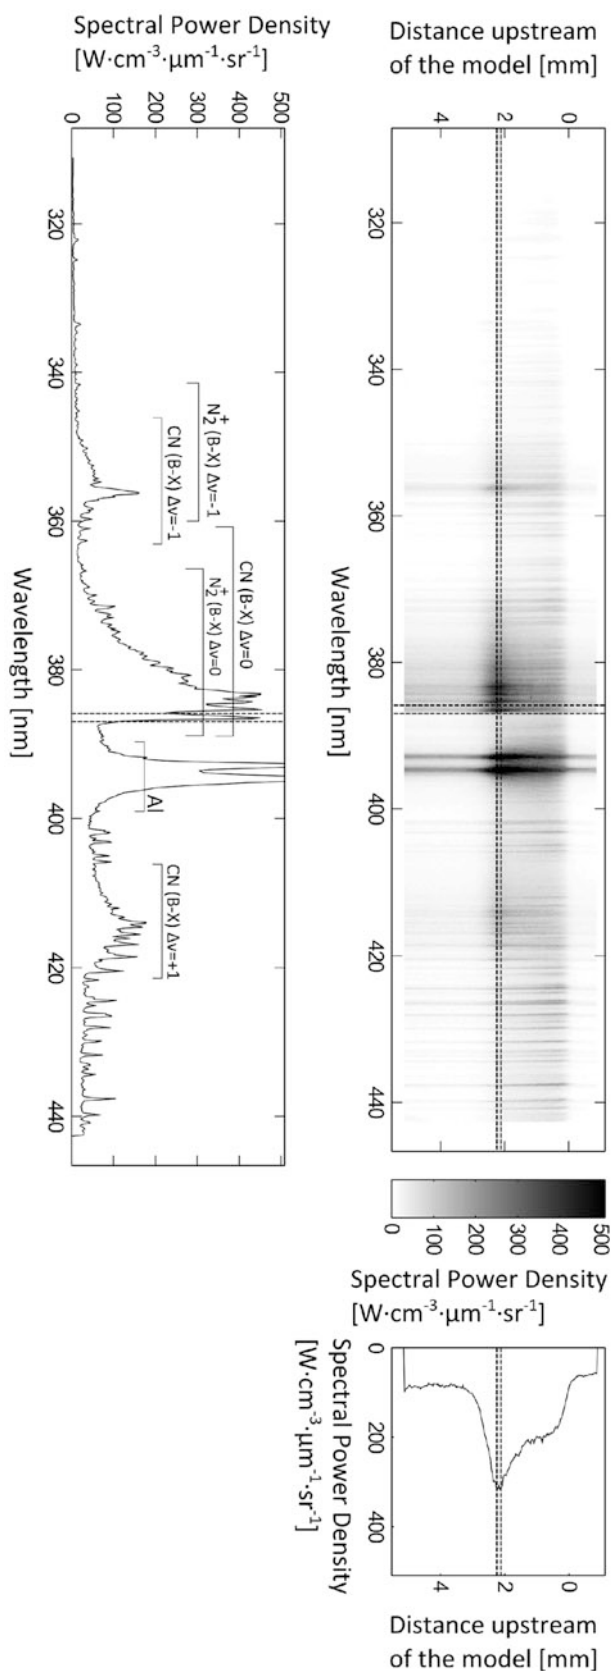 Distance upstream
of the model [mm]
0
2
4
320
340
360
380
400
420
440
Wavelength [nm]
0
100
200
300
400
500
Spectral Power Density
[W·cm⁻³·μm⁻¹·sr⁻¹]
0
200
400
Spectral Power Density
[W·cm⁻³·μm⁻¹·sr⁻¹]
0
2
4
Distance upstream
of the model [mm]
Spectral Power Density
[W·cm⁻³·μm⁻¹·sr⁻¹]
500
400
300
200
100
0
CN (B-X) Δv=0
N₂⁺ (B-X) Δv=-1
N₂⁺ (B-X) Δv=0
CN (B-X) Δv=-1
Al
CN (B-X) Δv=+1
320
340
360
380
400
420
440
Wavelength [nm]